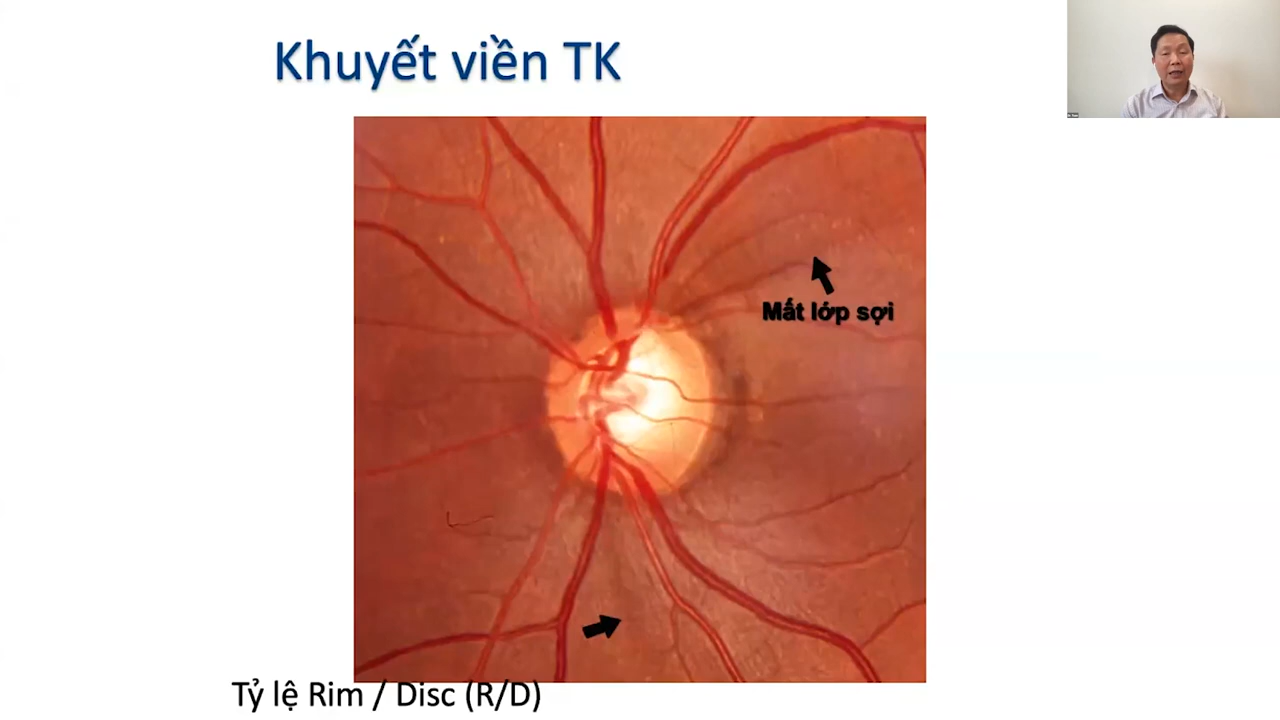 Khuyết viền TK
Mất lớp sợi
Tỷ lệ Rim / Disc (R/D)